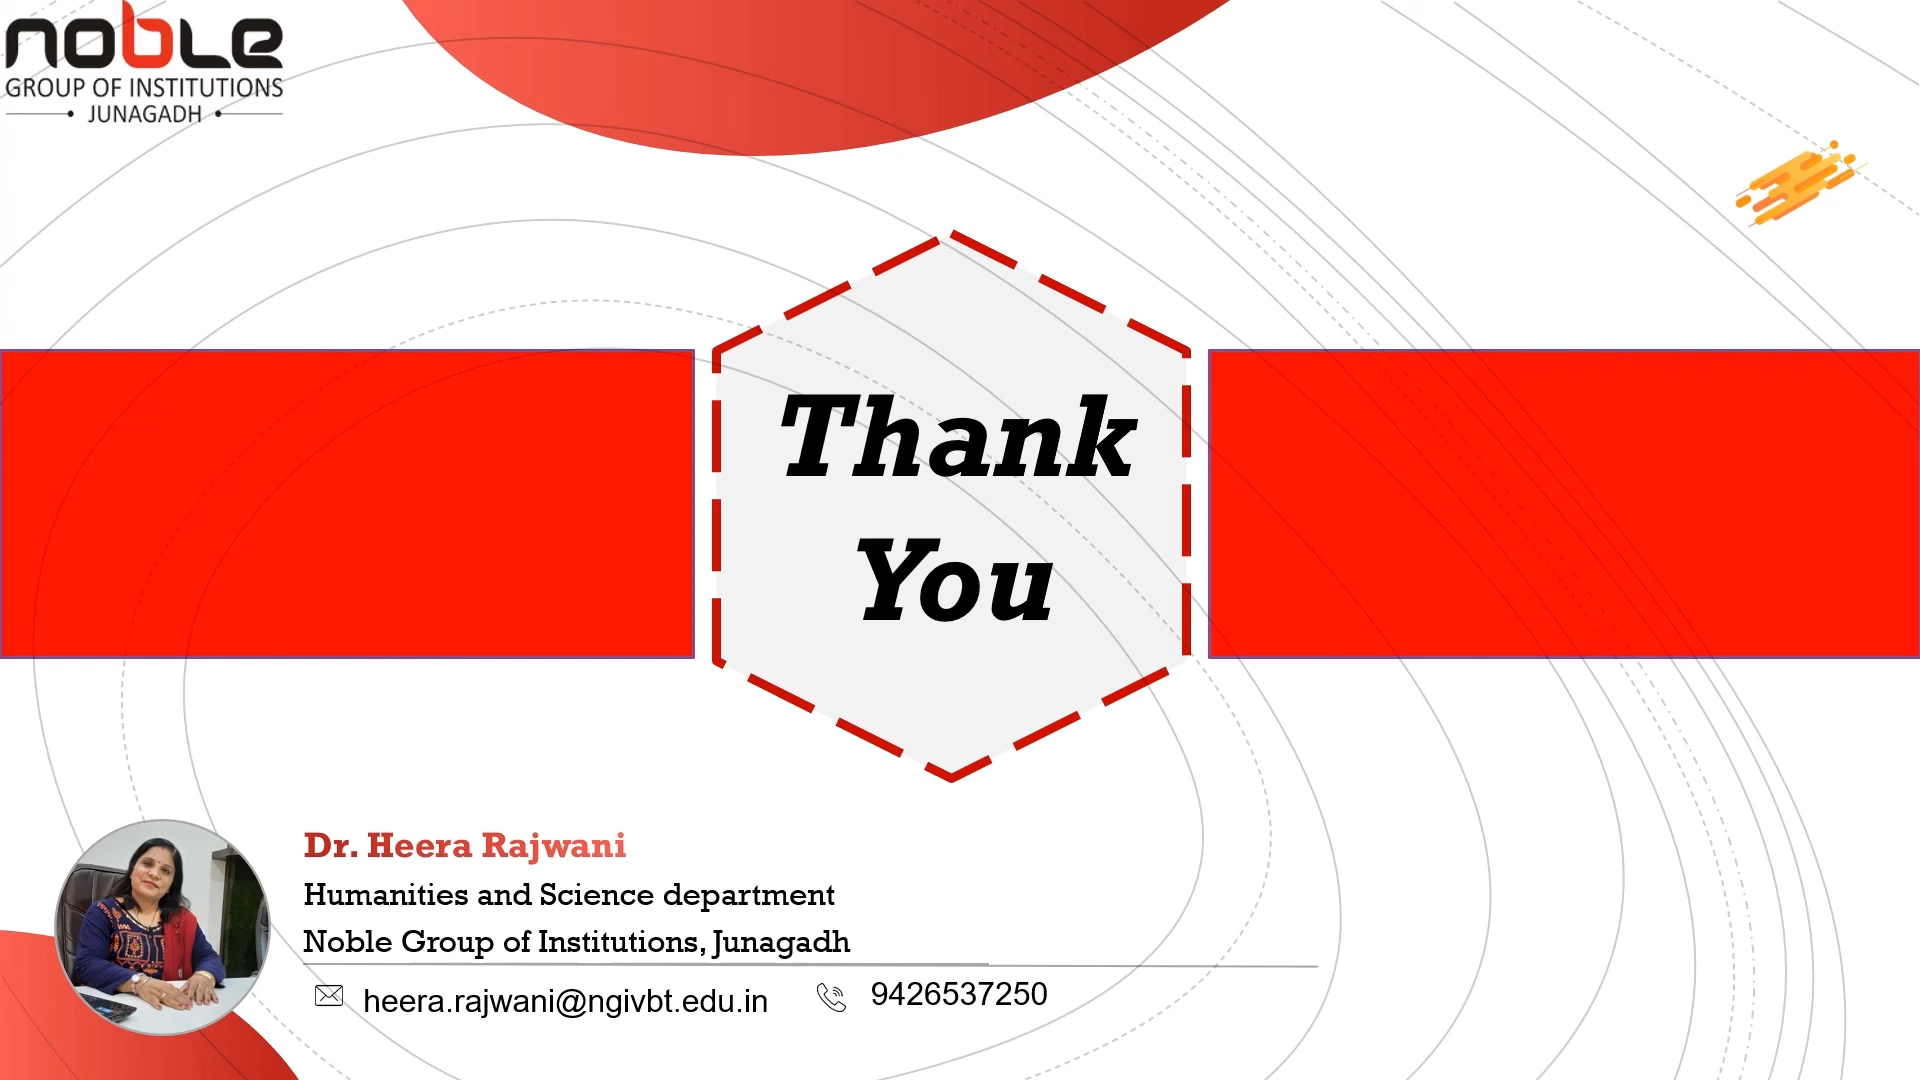 noble
GROUP OF INSTITUTIONS
JUNAGADH
Thank
You
Dr. Heera Rajwani
Humanities and Science department
Noble Group of Institutions, Junagadh
heera.rajwani@ngivbt.edu.in
9426537250